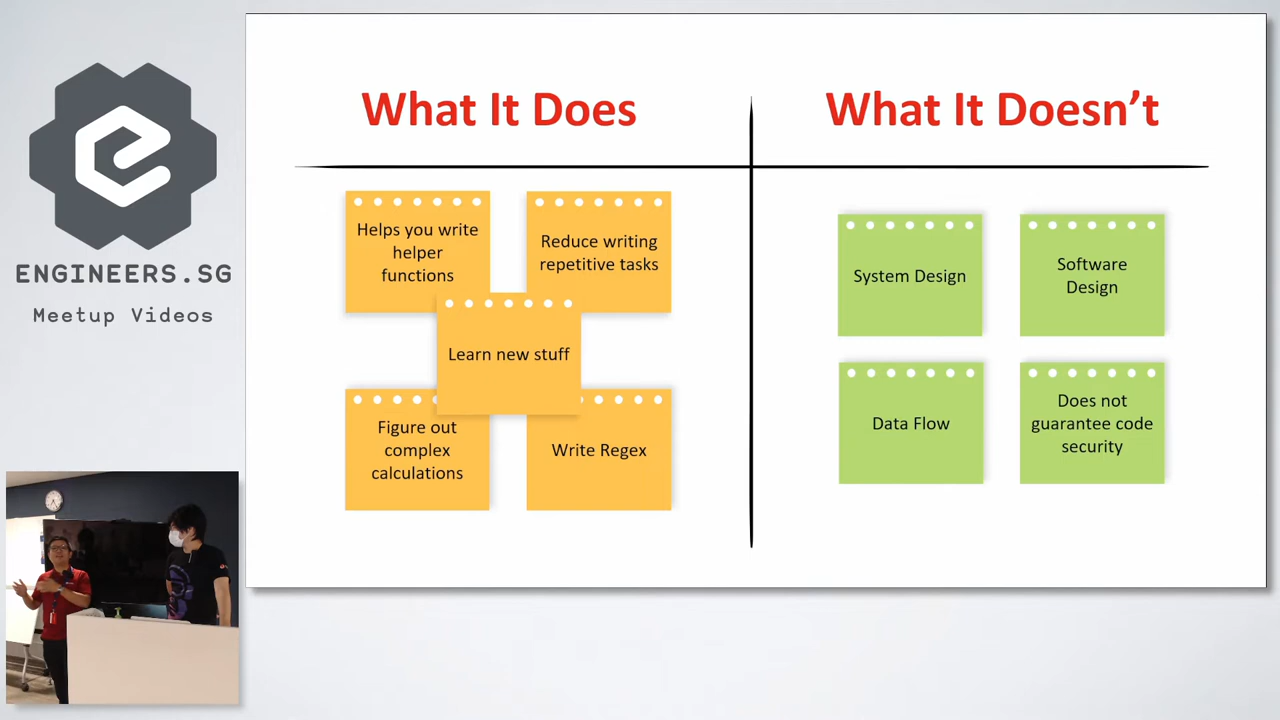 ENGINEERS.SG
Meetup Videos
What It Does
What It Doesn’t
Helps you write
helper
functions
Reduce writing
repetitive tasks
Learn new stuff
Figure out
complex
calculations
Write Regex
System Design
Software
Design
Data Flow
Does not
guarantee code
security